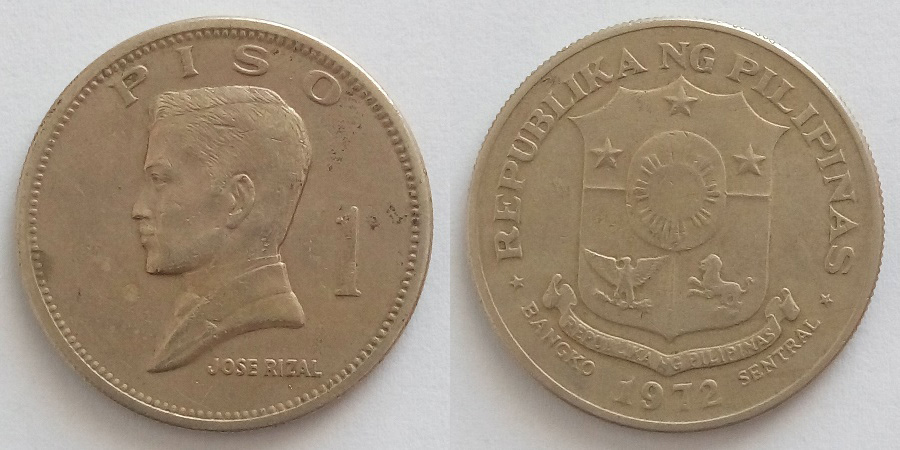 PISO
1
JOSE RIZAL
REPUBLIKA NG PILIPINAS
REPUBLIKA NG PILIPINAS
BANGKO SENTRAL
1972